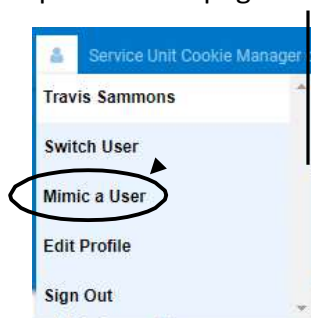 Service Unit Cookie Manager
Travis Sammons
Switch User
Mimic a User
Edit Profile
Sign Out